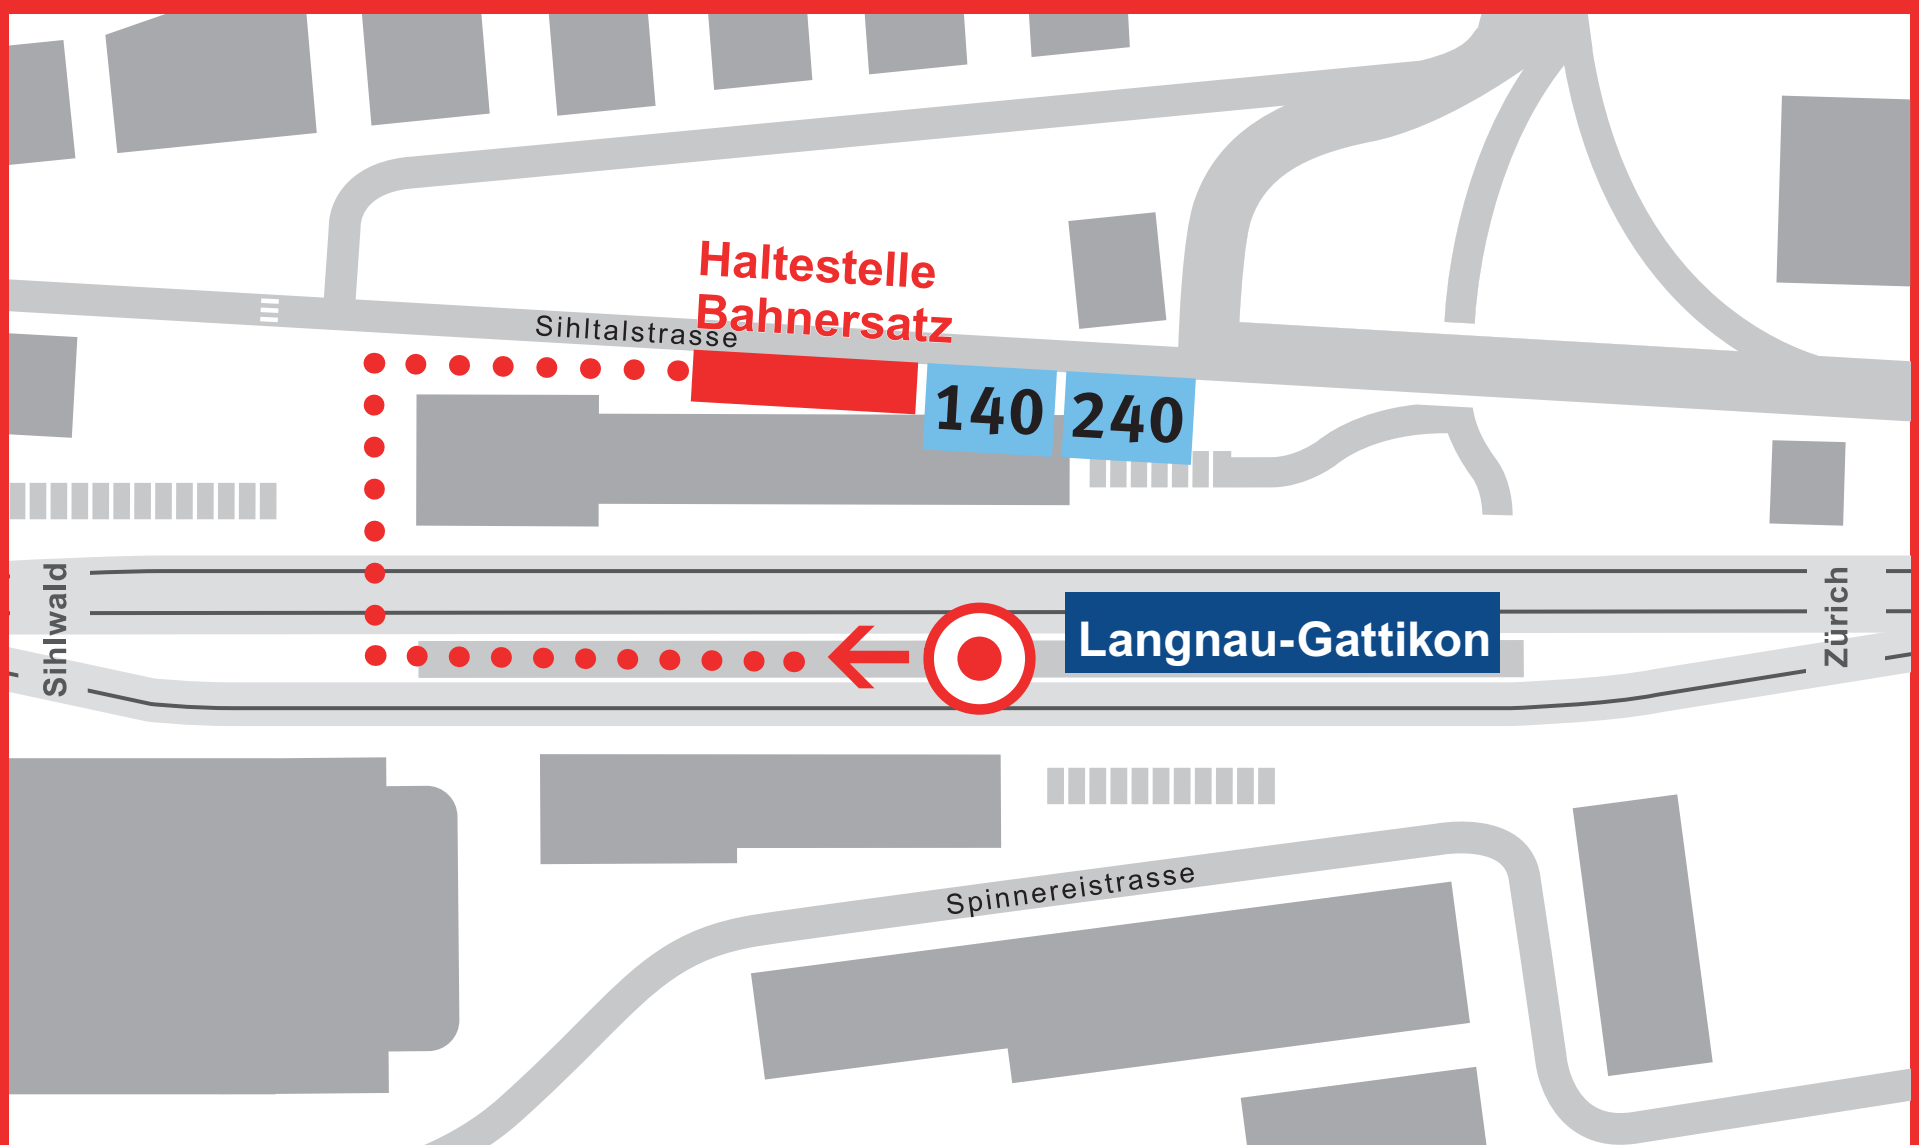 Haltestelle
Bahnersatz
Sihltalstrasse
140
240
Sihlwald
Langnau-Gattikon
Zürich
Spinnereistrasse